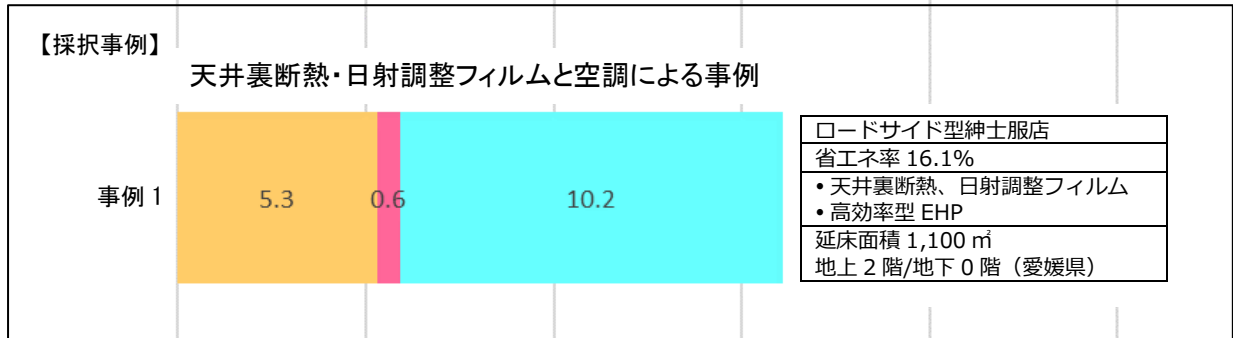 【採択事例】
天井裏断熱・日射調整フィルムと空調による事例
事例 1
5.3
0.6
10.2
ロードサイド型紳士服店
省エネ率 16.1%
• 天井裏断熱、日射調整フィルム
• 高効率型 EHP
延床面積 1,100 ㎡
地上 2 階/地下 0 階（愛媛県）